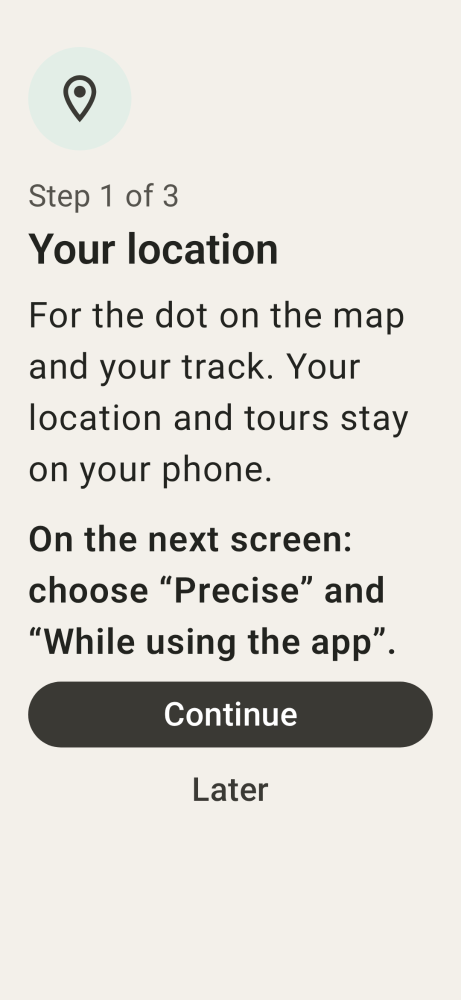 Step 1 of 3
Your location
For the dot on the map
and your track. Your
location and tours stay
on your phone.
On the next screen:
choose “Precise” and
“While using the app”.
Continue
Later